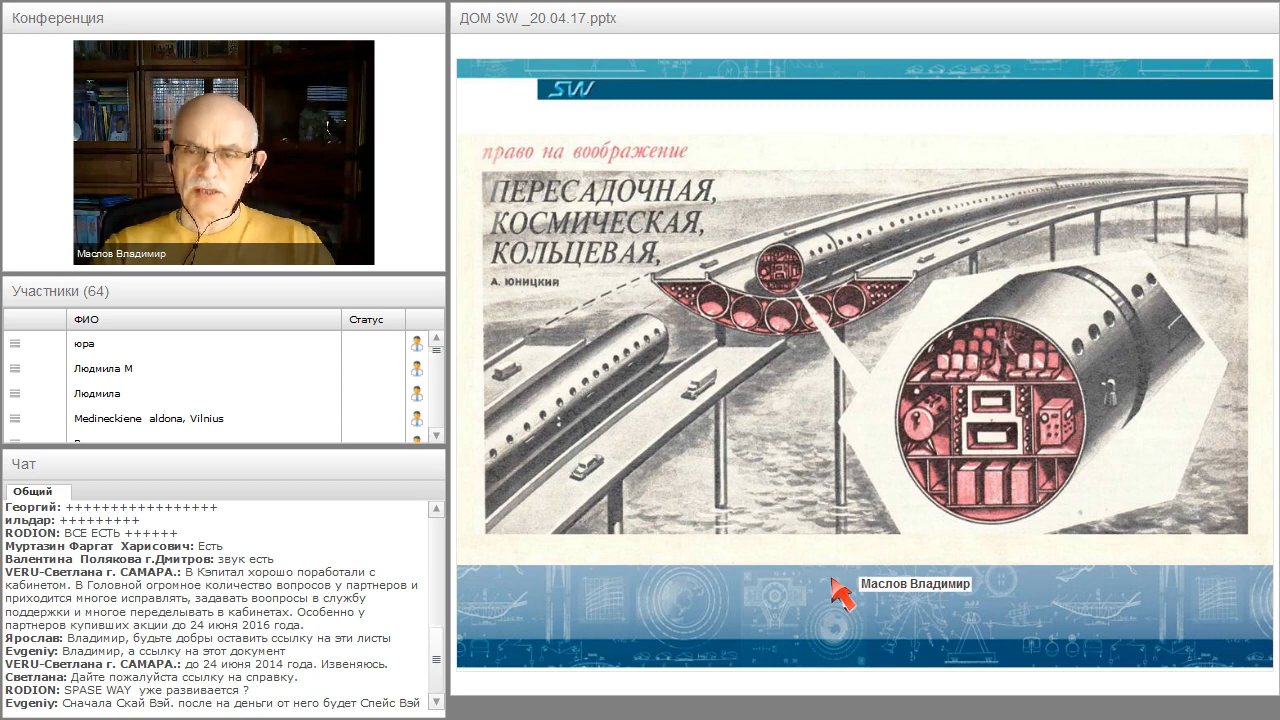 Конференция
Маслов Владимир
Участники (64)
ФИО
Статус
юра
Людмила М
Людмила
Medineckiene aldona, Vilnius
Чат
Общий
Георгий: +++++++++++++++++
ильдар: +++++++++
RODION: ВСЕ ЕСТЬ ++++++
Муртазин Фаргат Харисович: Есть
Валентина Полякова г.Дмитров: звук есть
VERU-Светлана г. САМАРА.: В Кэпитал хорошо поработали с
кабинетом. В Головной огромное количество вопросов у партнеров и
приходится многое исправлять, задавать воопросы в службу
поддержки и многое переделывать в кабинетах. Особенно у
партнеров купивших акции до 24 июня 2016 года.
Ярослав: Владимир, будьте добры оставить ссылку на эти листы
Evgeniy: Владимир, а ссылку на этот документ
VERU-Светлана г. САМАРА.: до 24 июня 2014 года. Извеняюсь.
Светлана: Дайте пожалуйста ссылку на справку.
RODION: SPASE WAY уже развивается ?
Evgeniy: Сначала Скай Вэй. после на деньги от него будет Спейс Вэй
ДОМ SW _20.04.17.pptx
SW
право на воображение
ПЕРЕСАДОЧНАЯ,
КОСМИЧЕСКАЯ,
КОЛЬЦЕВАЯ,
А. ЮНИЦКИЙ
Маслов Владимир